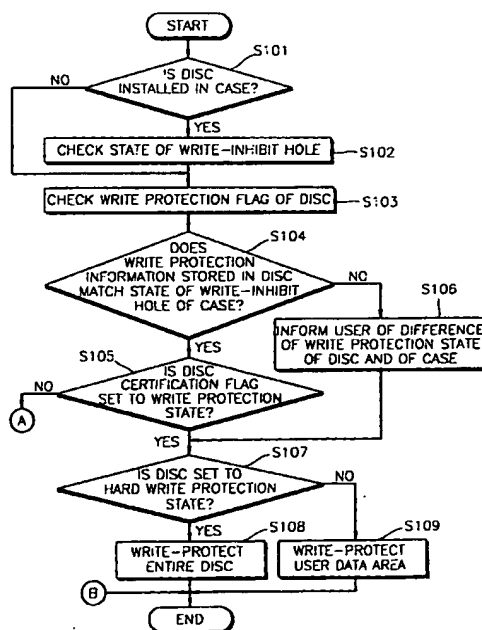 START
S101
IS DISC
INSTALLED IN CASE?
NO
YES
CHECK STATE OF WRITE-INHIBIT HOLE
S102
CHECK WRITE PROTECTION FLAG OF DISC
S103
S104
DOES
WRITE PROTECTION
INFORMATION STORED IN DISC
MATCH STATE OF WRITE-INHIBIT
HOLE OF CASE?
NO
YES
S106
INFORM USER OF DIFFERENCE
OF WRITE PROTECTION STATE
OF DISC AND OF CASE
S105
IS DISC
CERTIFICATION FLAG
SET TO WRITE PROTECTION
STATE?
NO
A
YES
S107
IS DISC SET TO
HARD WRITE PROTECTION
STATE?
NO
YES
S108
WRITE-PROTECT
ENTIRE DISC
S109
WRITE-PROTECT
USER DATA AREA
B
END